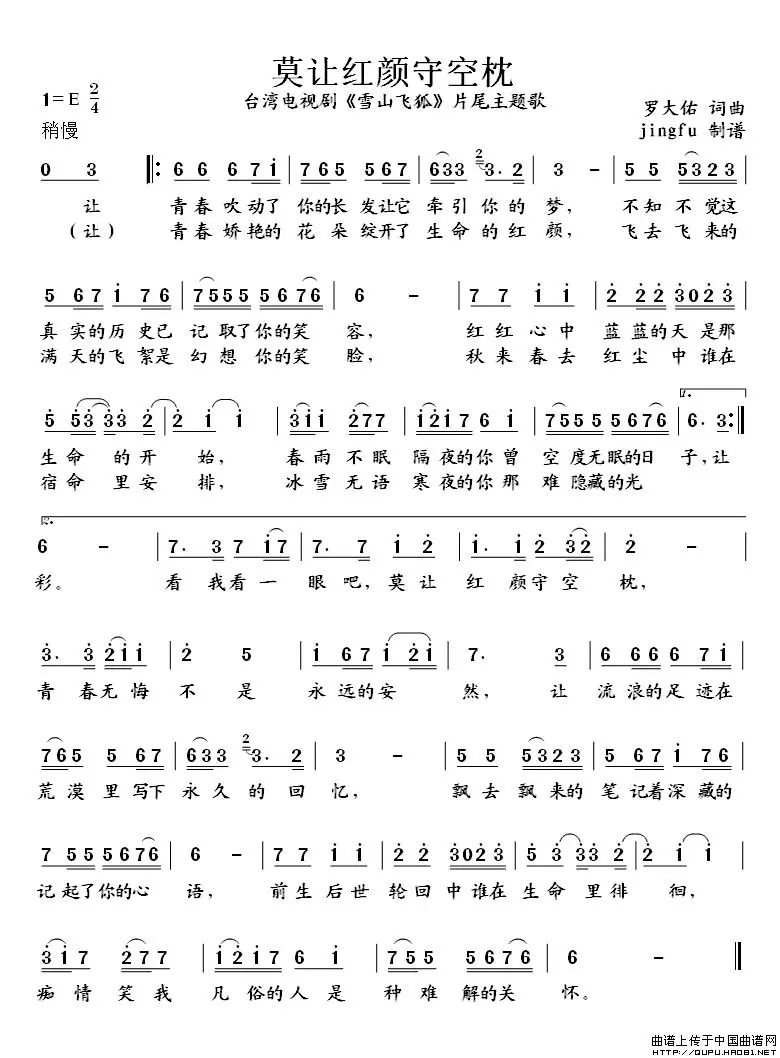 莫让红颜守空枕
1=E 2/4
台湾电视剧《雪山飞狐》片尾主题歌
罗大佑 词曲
稍慢
jingfu 制谱
0 3 |: 6 6 6 7 i | 7 6 5 5 6 7 | 6 3 3 2 3. 2 | 3 - | 5 5 5 3 2 3 |
让 青春吹动了 你的长 发让它 牵引 你的 梦, 不知 不 觉这
(让) 青春娇艳的 花 朵 绽开了 生命的红 颜, 飞去 飞 来的
5 6 7 i 7 6 | 7 5 5 5 5 6 7 6 | 6 - | 7 7 i i | 2 2 2 3 0 2 3 |
真实的历 史已 记 取了你的笑 容, 红红心中 蓝蓝的天是那
满天的飞 絮是 幻 想 你的笑 脸, 秋来春去 红尘中谁在
5 5 3 3 3 2 | 2 i i | 3 i i 2 7 7 | i 2 i 7 6 i | 7 5 5 5 5 6 7 6 | 1. 6. 3 :|
生命 的开 始, 春雨不眠 隔夜的你曾 空度无眠的日 子,让
宿命 里安 排, 冰雪无语 寒夜的你那 难隐藏的光
2. 6 - | 7. 3 7 i 7 | 7. 7 i 2 | i. i 2 3 2 | 2 - |
彩。 看 我看一 眼吧,莫让 红 颜守空 枕,
3. 3 2 i i | 2 5 | i 6 7 i 2 i | 7. 3 | 6 6 6 6 7 i |
青 春无悔 不 是 永远的安 然, 让 流浪的足迹在
7 6 5 5 6 7 | 6 3 3 2 3. 2 | 3 - | 5 5 5 3 2 3 | 5 6 7 i 7 6 |
荒漠里写下 永久的回 忆, 飘去 飘来的 笔记着深藏的
7 5 5 5 6 7 6 | 6 - | 7 7 i i | 2 2 3 0 2 3 | 5 3 3 3 2 | 2 i i |
记起了你的心 语, 前生后世 轮回中谁在 生命 里徘 徊,
3 i 7 2 7 7 | i 2 i 7 6 i | 7 5 5 5 6 7 6 | 6 - ||
痴情笑我 凡俗的人是 种难 解的关 怀。
曲谱上传于中国曲谱网
HTTP://QUPU.HAO81.NET